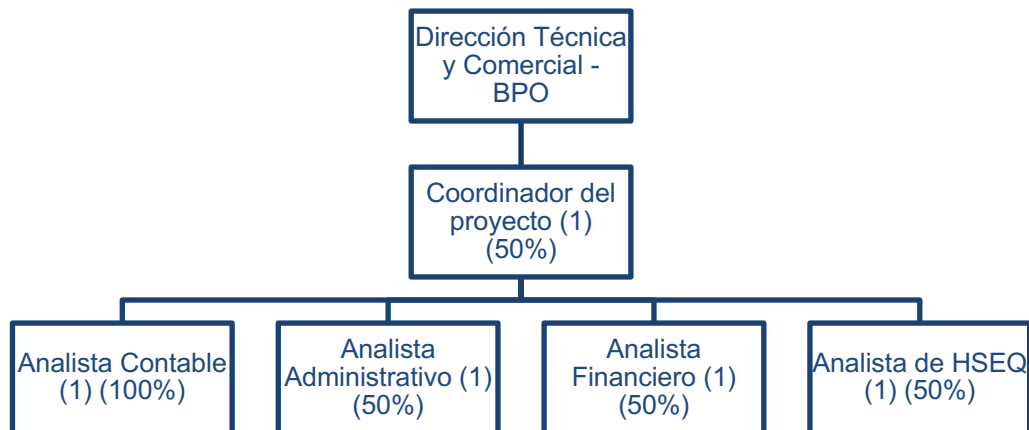 Dirección Técnica
y Comercial -
BPO
Coordinador del
proyecto (1)
(50%)
Analista Contable
(1) (100%)
Analista
Administrativo (1)
(50%)
Analista
Financiero (1)
(50%)
Analista de HSEQ
(1) (50%)